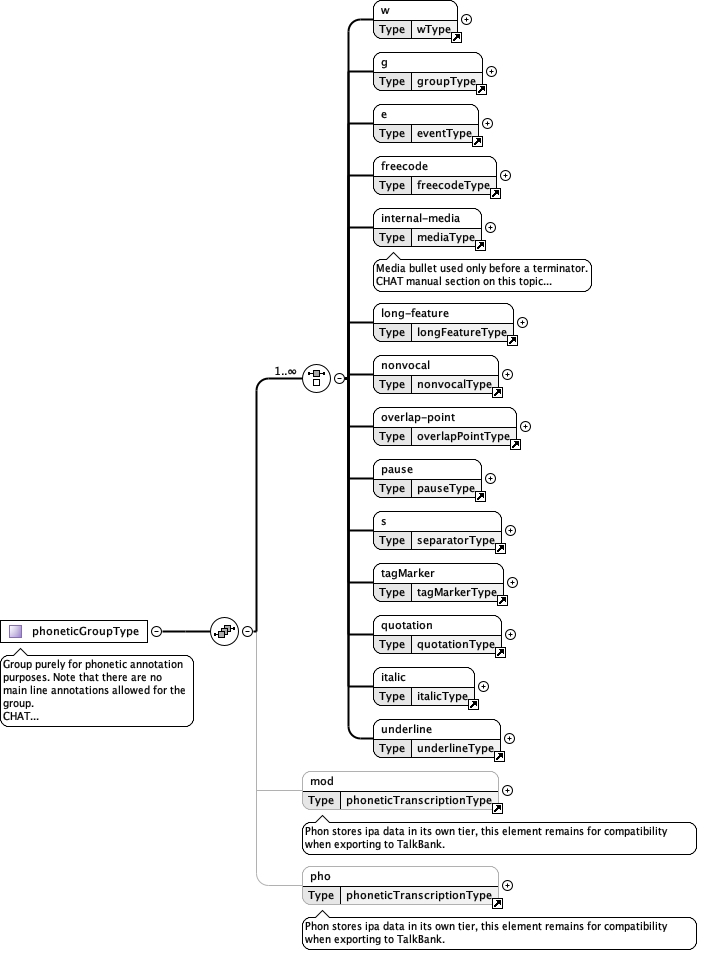 w
Type wType
g
Type groupType
e
Type eventType
freecode
Type freecodeType
internal-media
Type mediaType
Media bullet used only before a terminator.
CHAT manual section on this topic...
long-feature
Type longFeatureType
1..∞
nonvocal
Type nonvocalType
overlap-point
Type overlapPointType
pause
Type pauseType
s
Type separatorType
tagMarker
Type tagMarkerType
phoneticGroupType
Group purely for phonetic annotation
purposes. Note that there are no
main line annotations allowed for the
group.
CHAT...
quotation
Type quotationType
italic
Type italicType
underline
Type underlineType
mod
Type phoneticTranscriptionType
Phon stores ipa data in its own tier, this element remains for compatibility
when exporting to TalkBank.
pho
Type phoneticTranscriptionType
Phon stores ipa data in its own tier, this element remains for compatibility
when exporting to TalkBank.